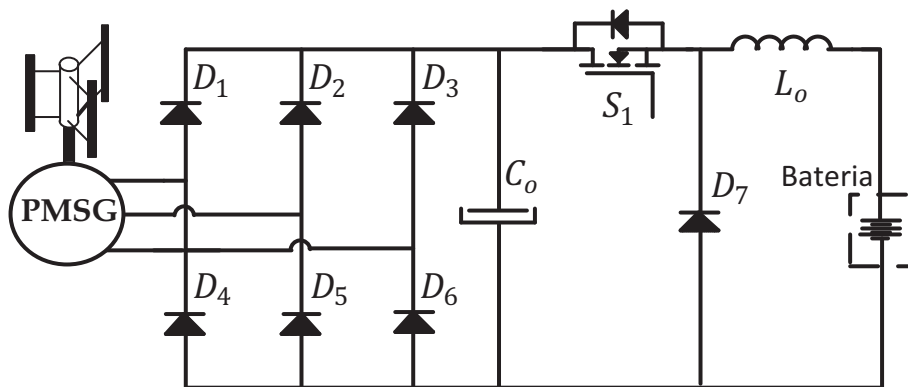 D₁
D₂
D₃
S₁
Lₒ
PMSG
Cₒ
D₇
Bateria
D₄
D₅
D₆